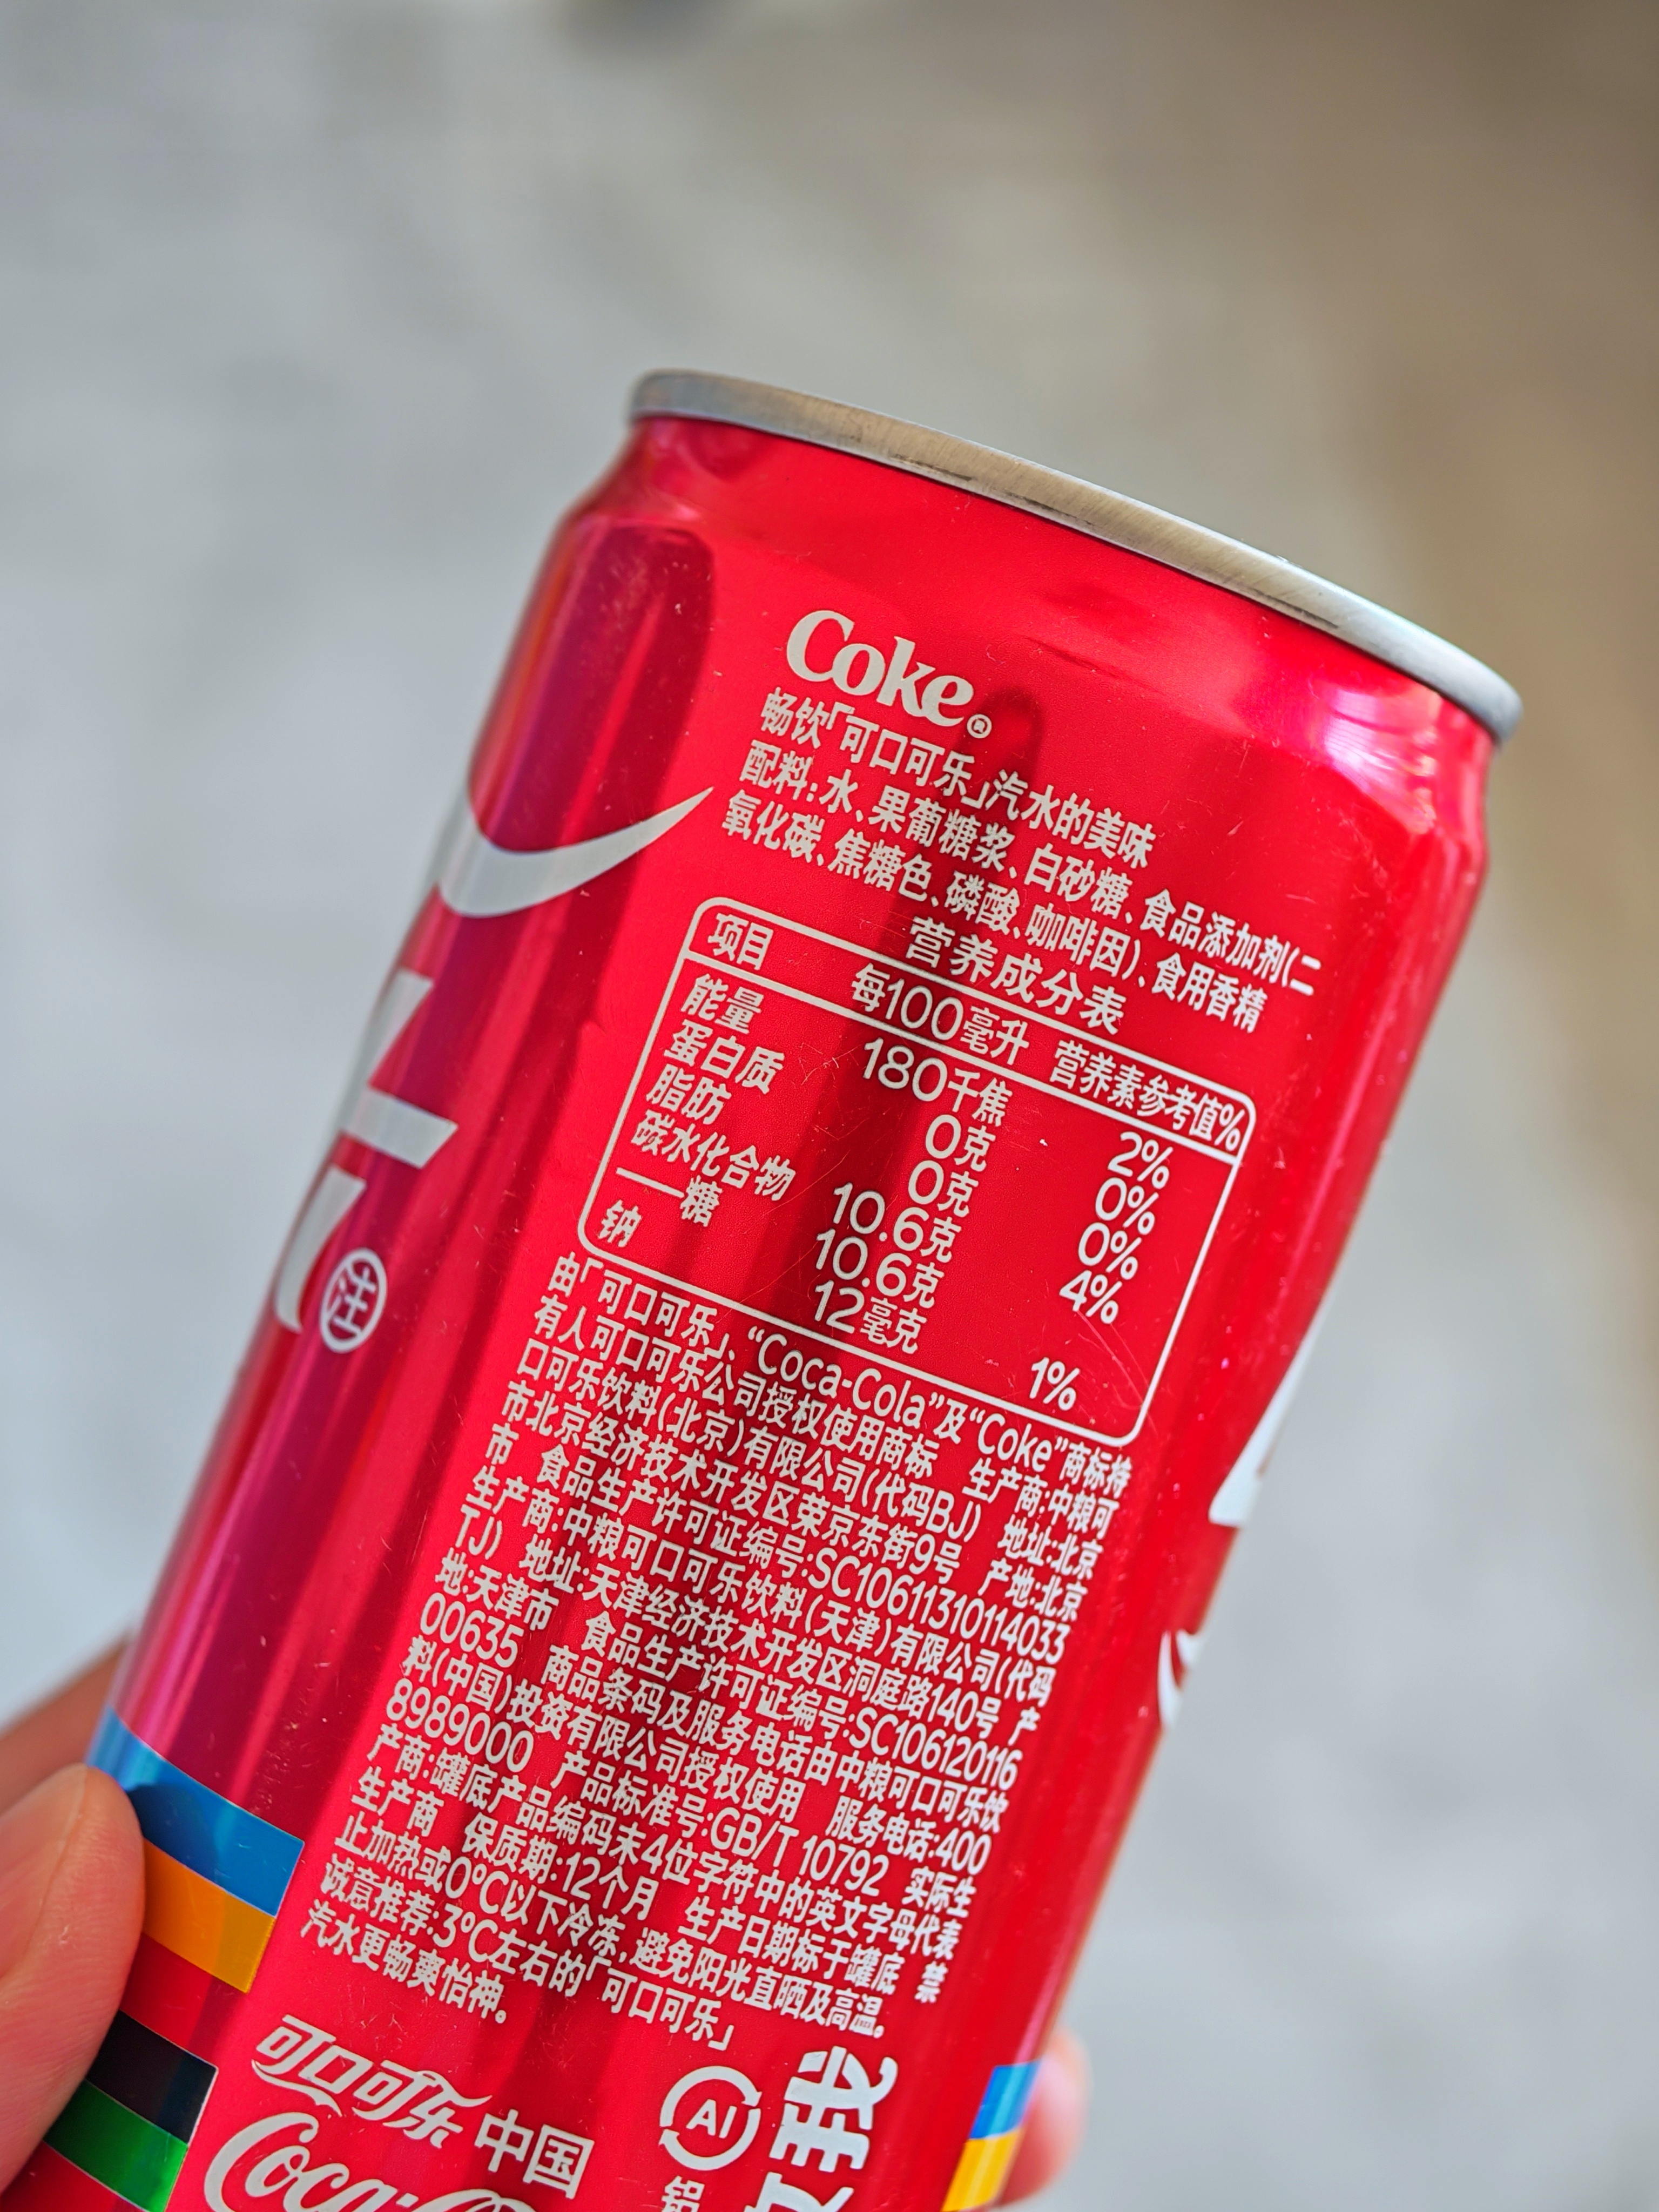 Coke®
畅饮「可口可乐」汽水的美味
配料:水、果葡糖浆、白砂糖、食品添加剂(二
氧化碳、焦糖色、磷酸、咖啡因)、食用香精
营养成分表
项目 每100毫升 营养素参考值%
能量 180千焦 2%
蛋白质 0克 0%
脂肪 0克 0%
碳水化合物 10.6克 4%
——糖 10.6克
钠 12毫克 1%
由「可口可乐」、“Coca-Cola”及“Coke”商标持
有人可口可乐公司授权使用商标 生产商:中粮可
口可乐饮料(北京)有限公司(代码BJ) 地址:北京
市北京经济技术开发区荣京东街9号 产地:北京
市 食品生产许可证编号:SC10611310114033
生产商:中粮可口可乐饮料(天津)有限公司(代码
TJ) 地址:天津经济技术开发区洞庭路140号 产
地:天津市 食品生产许可证编号:SC106120116
00635 商品条码及服务电话由中粮可口可乐饮
料(中国)投资有限公司授权使用 服务电话:400
8989000 产品标准号:GB/T 10792 实际生
产商:罐底产品编码末4位字符中的英文字母代表
生产商 保质期:12个月 生产日期标于罐底 禁
止加热或0°C以下冷冻,避免阳光直晒及高温。
诚意推荐:3°C左右的「可口可乐」
汽水更畅爽怡神。
注
可口可乐 中国
Coca-C
Al
铝
我